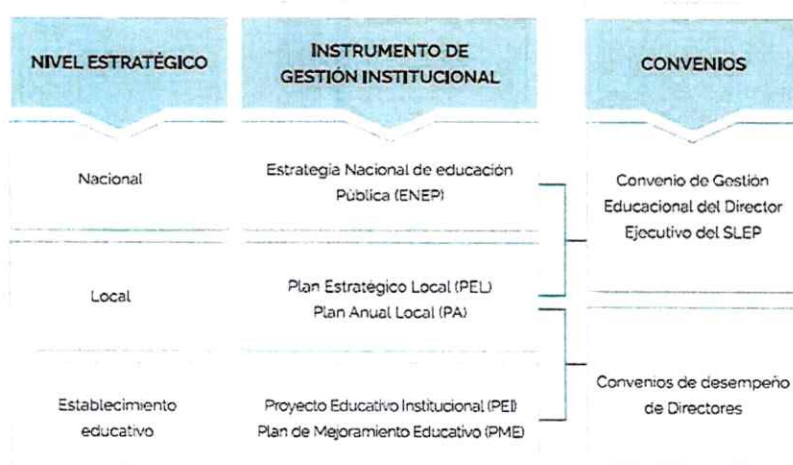 NIVEL ESTRATÉGICO
INSTRUMENTO DE
GESTIÓN INSTITUCIONAL
CONVENIOS
Nacional
Estrategia Nacional de educación
Pública (ENEP)
Convenio de Gestión
Educacional del Director
Ejecutivo del SLEP
Local
Plan Estratégico Local (PEL)
Plan Anual Local (PA)
Establecimiento
educativo
Proyecto Educativo Institucional (PEI)
Plan de Mejoramiento Educativo (PME)
Convenios de desempeño
de Directores